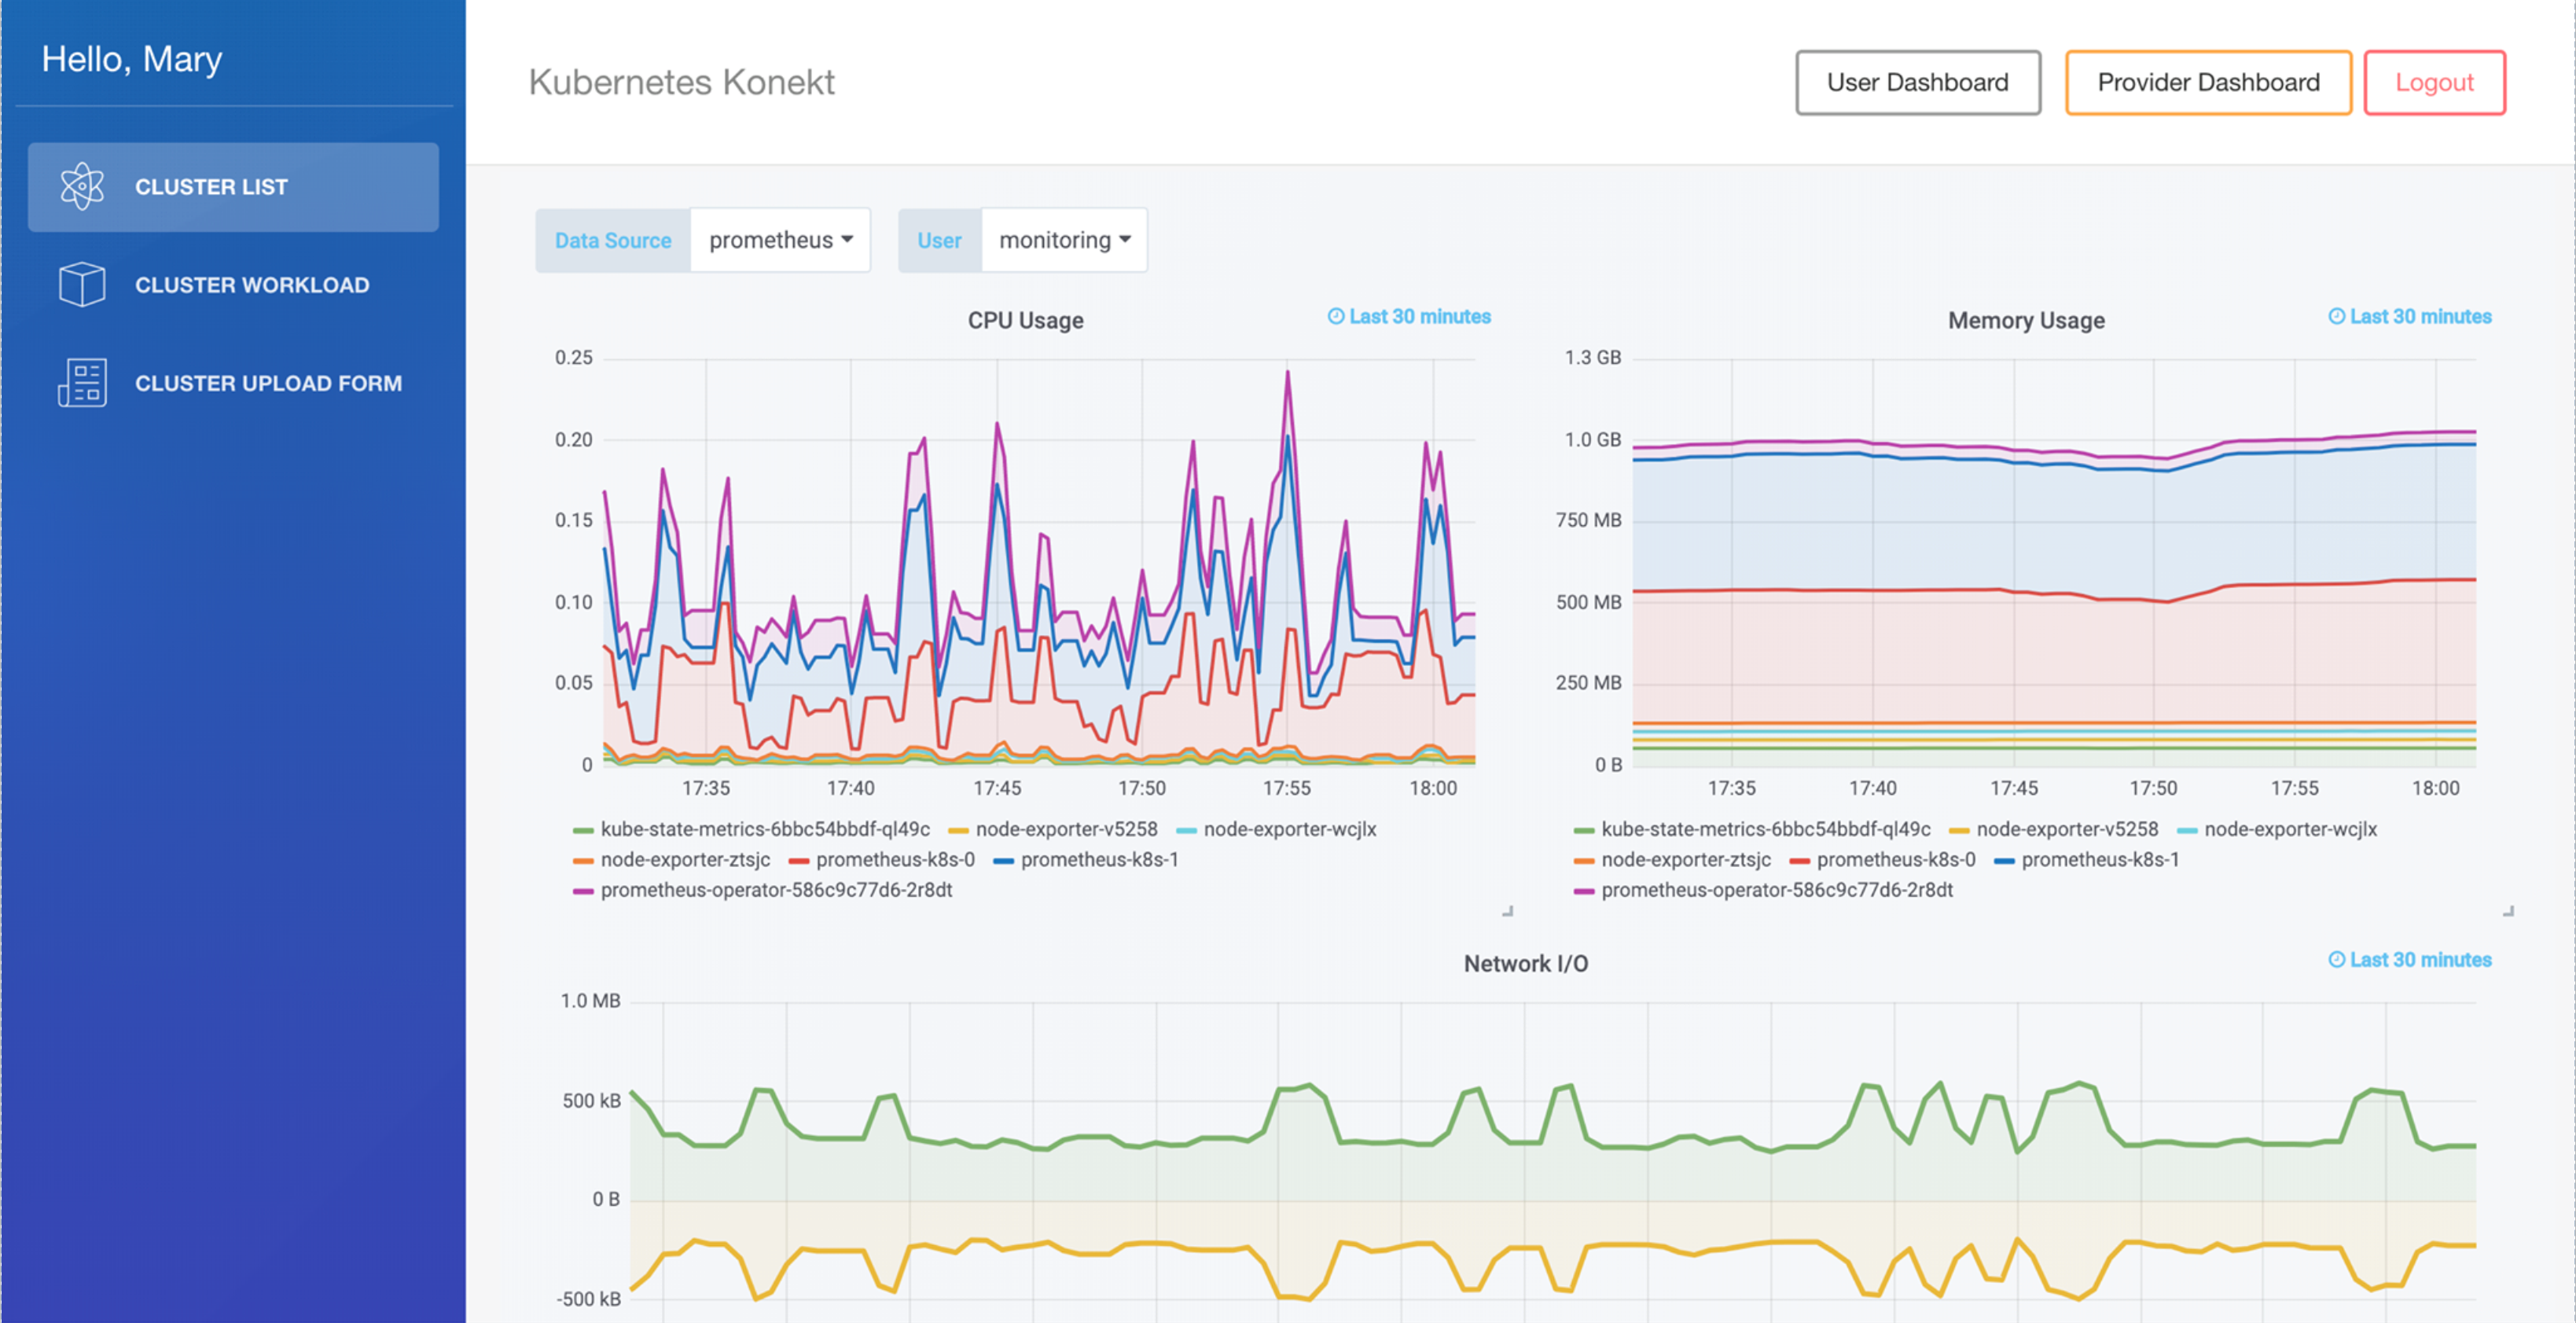 Hello, Mary
CLUSTER LIST
CLUSTER WORKLOAD
CLUSTER UPLOAD FORM
Kubernetes Konekt
User Dashboard
Provider Dashboard
Logout
Data Source prometheus
User monitoring
CPU Usage
Last 30 minutes
0.25
0.20
0.15
0.10
0.05
0
17:35 17:40 17:45 17:50 17:55 18:00
kube-state-metrics-6bbc54bbdf-ql49c node-exporter-v5258 node-exporter-wcjlx
node-exporter-ztsjc prometheus-k8s-0 prometheus-k8s-1
prometheus-operator-586c9c77d6-2r8dt
Memory Usage
Last 30 minutes
1.3 GB
1.0 GB
750 MB
500 MB
250 MB
0 B
17:35 17:40 17:45 17:50 17:55 18:00
kube-state-metrics-6bbc54bbdf-ql49c node-exporter-v5258 node-exporter-wcjlx
node-exporter-ztsjc prometheus-k8s-0 prometheus-k8s-1
prometheus-operator-586c9c77d6-2r8dt
Network I/O
Last 30 minutes
1.0 MB
500 kB
0 B
-500 kB